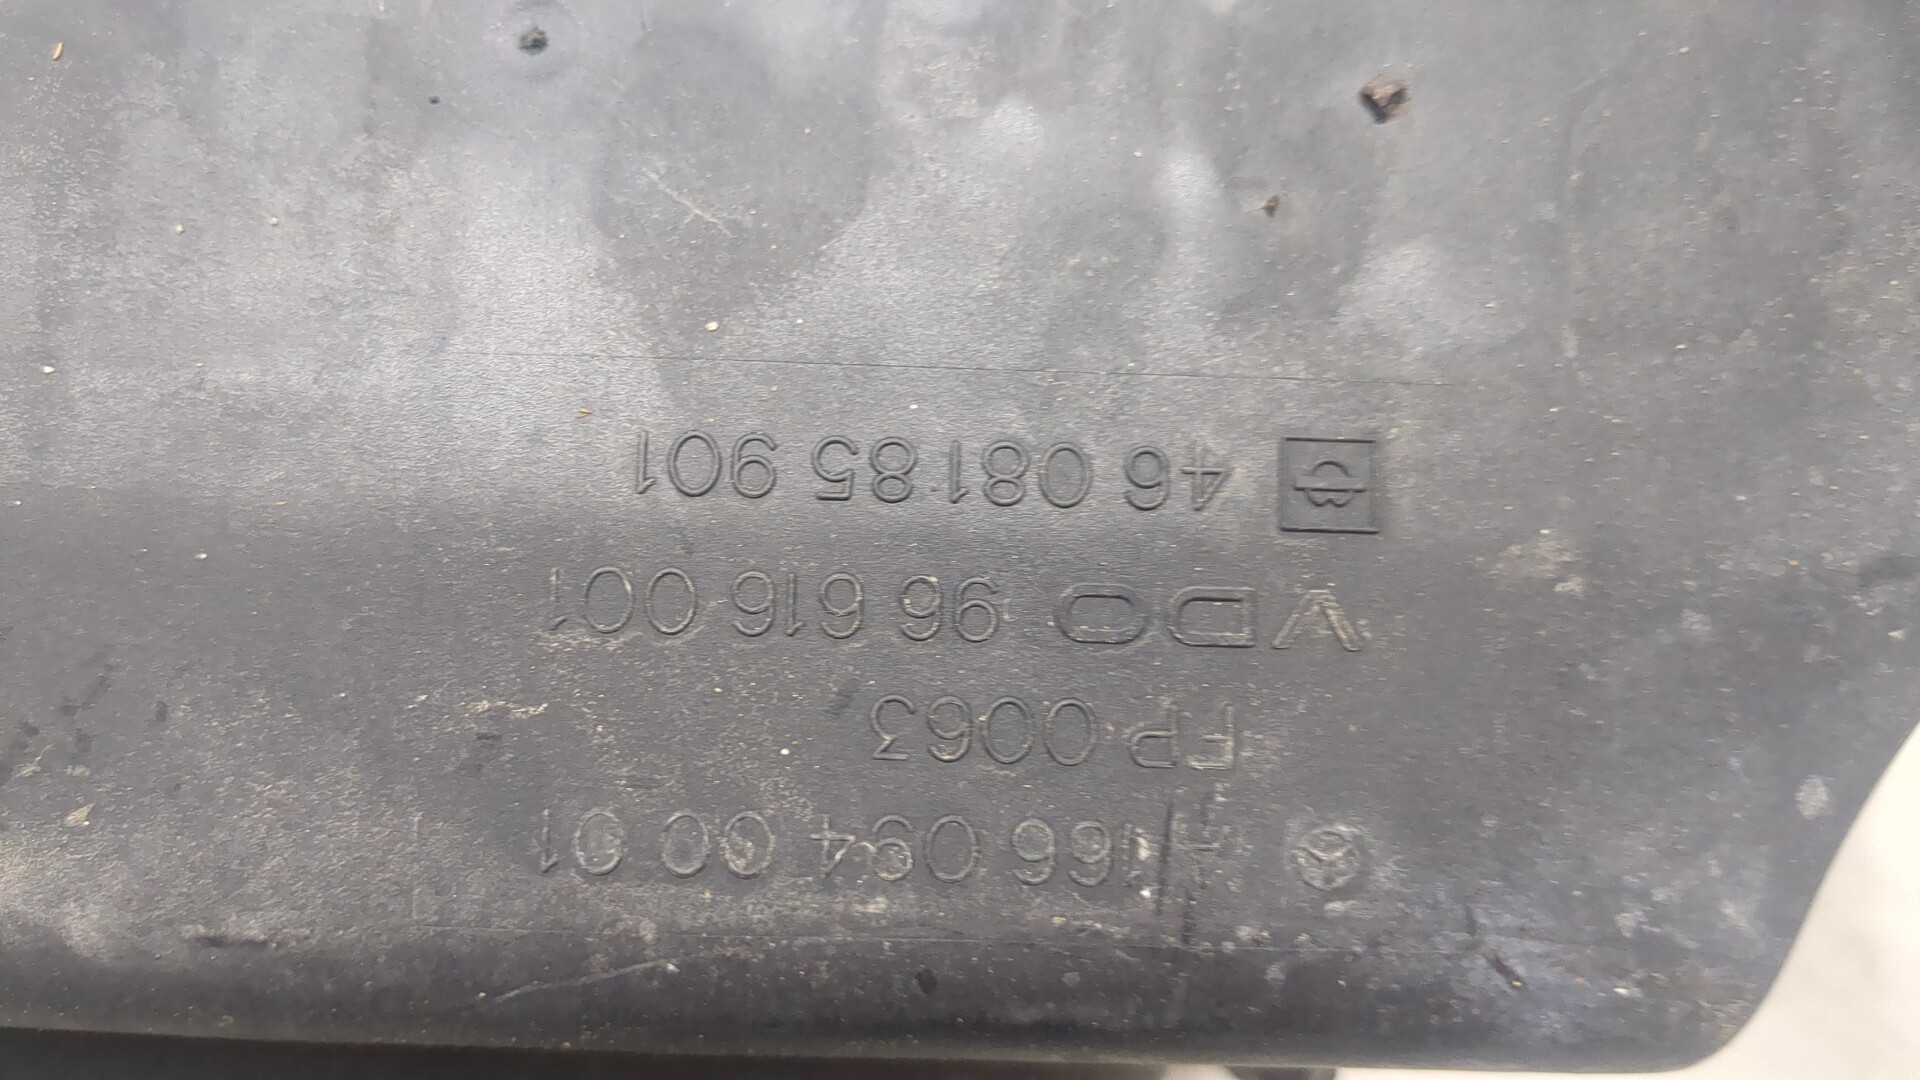 A 166 094 00 01
FP 0063
VDO 96 616 001
46 081 85 901